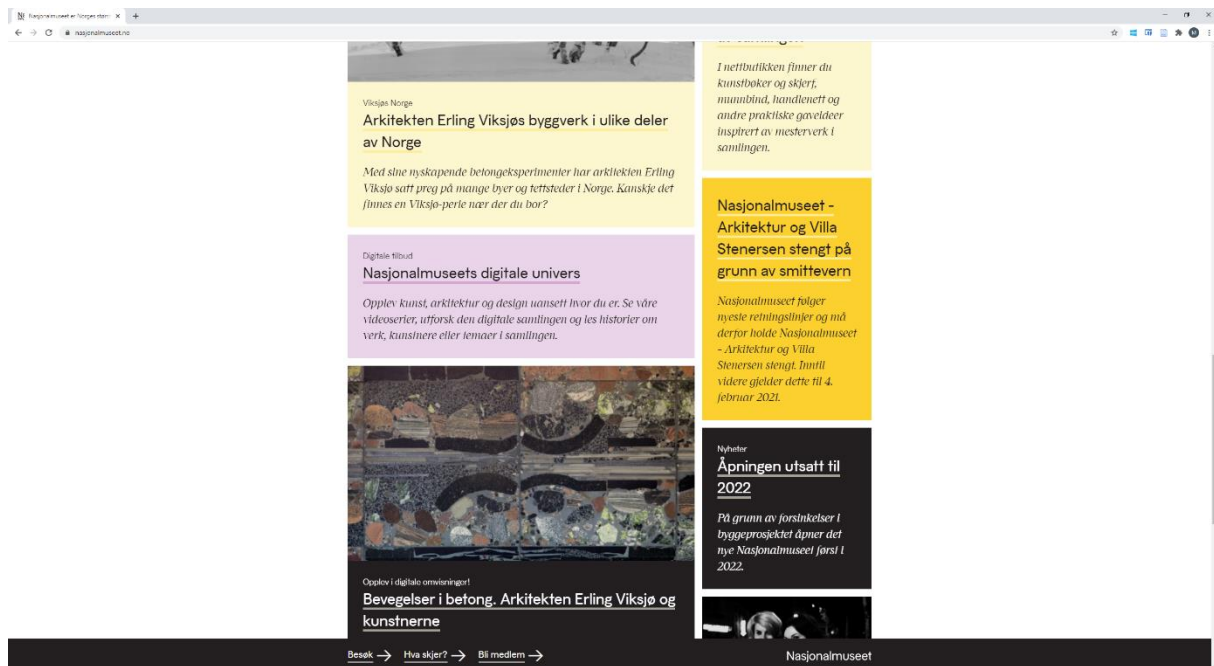 Nasjonalmuseet er Norges størs
nasjonalmuseet.no
Viksjøs Norge
Arkitekten Erling Viksjøs byggverk i ulike deler
av Norge
Med sine nyskapende betongeksperimenter har arkitekten Erling
Viksjø satt preg på mange byer og tettsteder i Norge. Kanskje det
finnes en Viksjø-perle nær der du bor?
Digitale tilbud
Nasjonalmuseets digitale univers
Opplev kunst, arkitektur og design uansett hvor du er. Se våre
videoserier, utforsk den digitale samlingen og les historier om
verk, kunstnere eller temaer i samlingen.
Opplev i digitale omvisninger!
Bevegelser i betong. Arkitekten Erling Viksjø og
kunstnerne
I nettbutikken finner du
kunstbøker og skjerf,
munnbind, handlenett og
andre praktiske gaveideer
inspirert av mesterverk i
samlingen.
Nasjonalmuseet -
Arkitektur og Villa
Stenersen stengt på
grunn av smittevern
Nasjonalmuseet følger
nyeste retningslinjer og må
derfor holde Nasjonalmuseet
- Arkitektur og Villa
Stenersen stengt. Inntil
videre gjelder dette til 4.
februar 2021.
Nyheter
Åpningen utsatt til
2022
På grunn av forsinkelser i
byggeprosjektet åpner det
nye Nasjonalmuseet først i
2022.
Besøk → Hva skjer? → Bli medlem →
Nasjonalmuseet